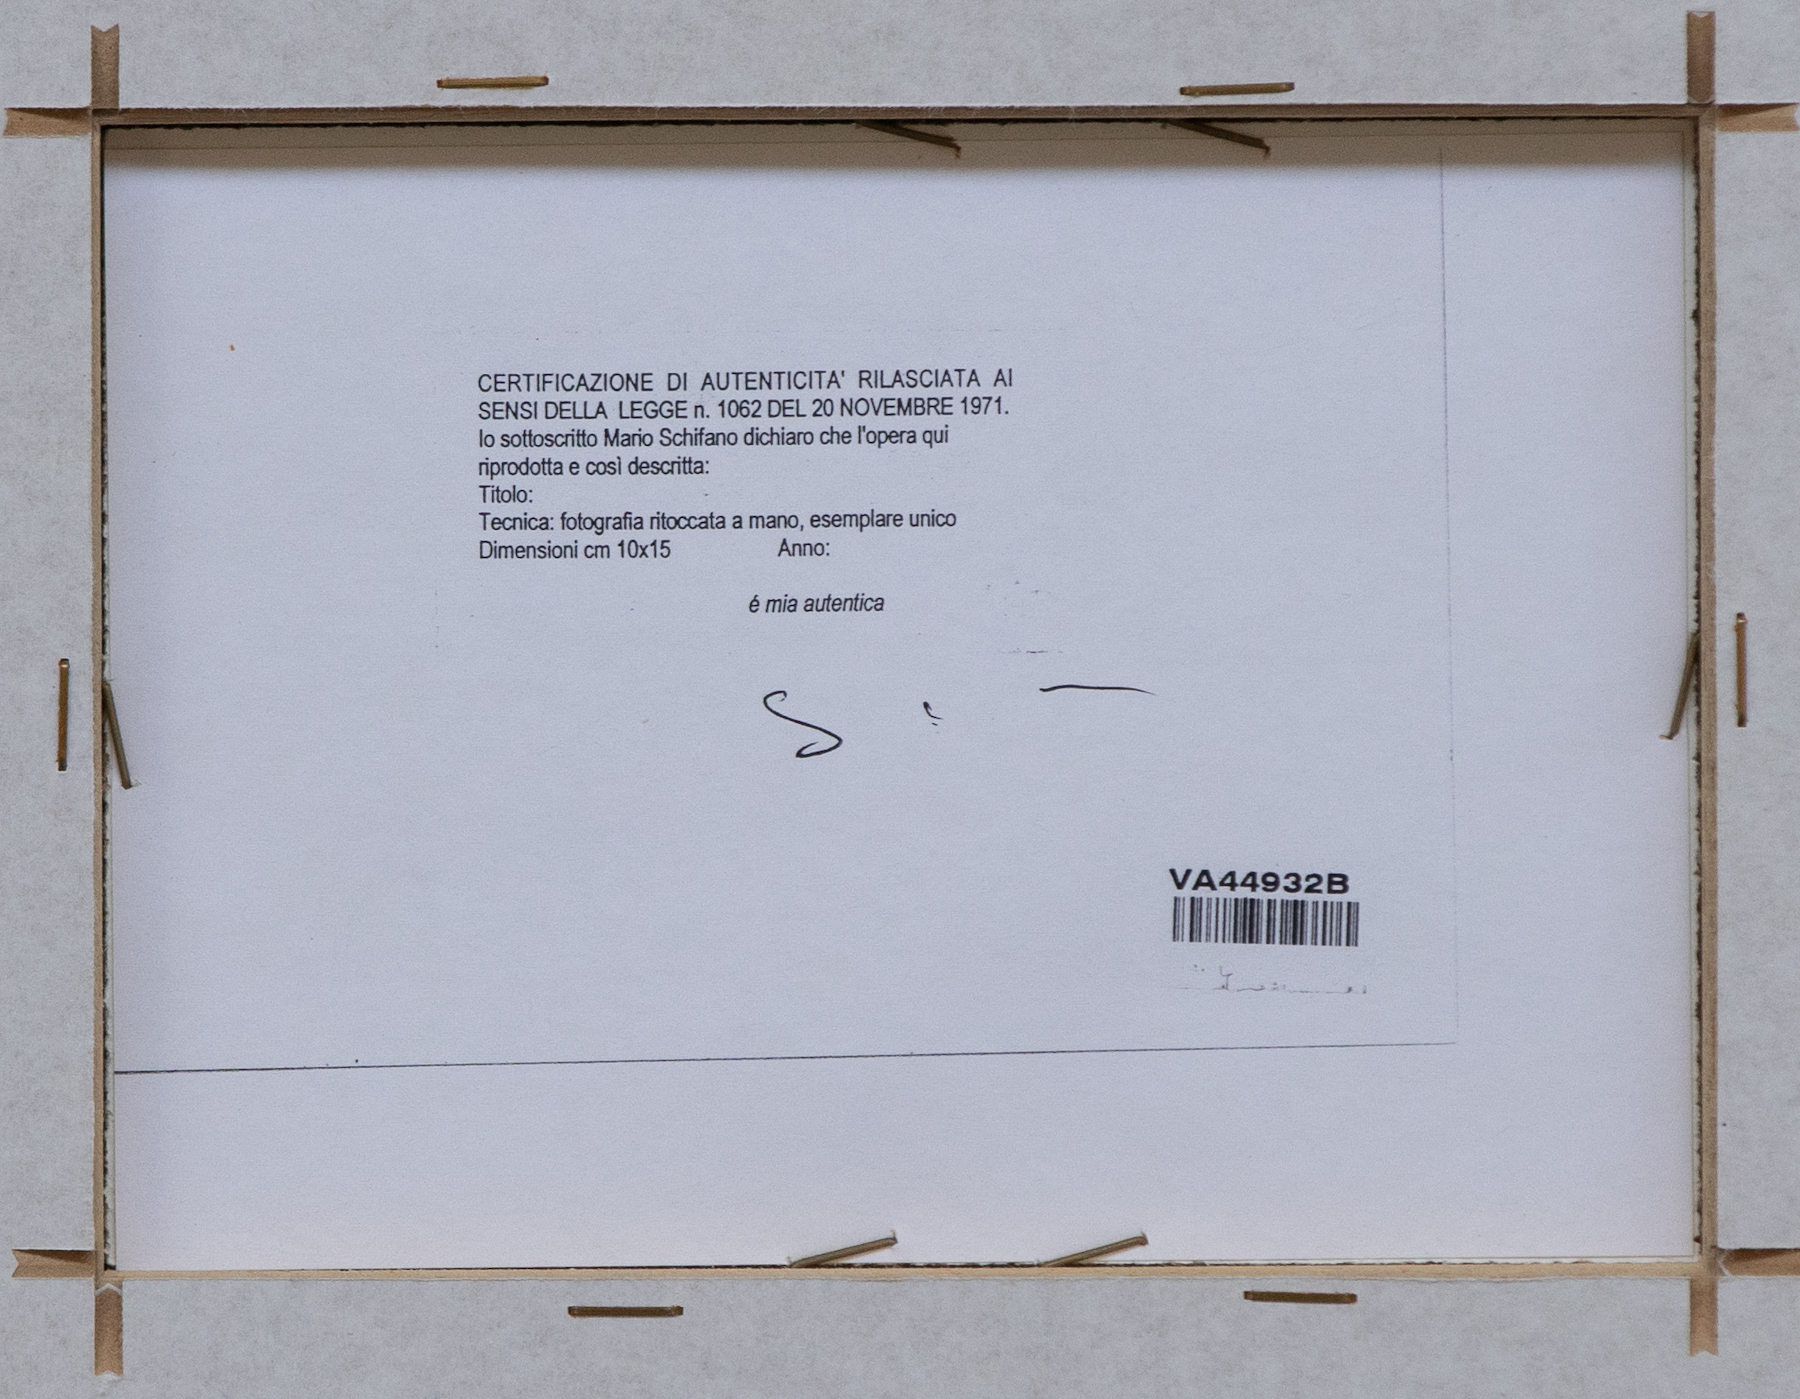 CERTIFICAZIONE DI AUTENTICITA' RILASCIATA AI
SENSI DELLA LEGGE n. 1062 DEL 20 NOVEMBRE 1971.
Io sottoscritto Mario Schifano dichiaro che l'opera qui
riprodotta e così descritta:
Titolo:
Tecnica: fotografia ritoccata a mano, esemplare unico
Dimensioni cm 10x15 Anno:
é mia autentica
VA44932B